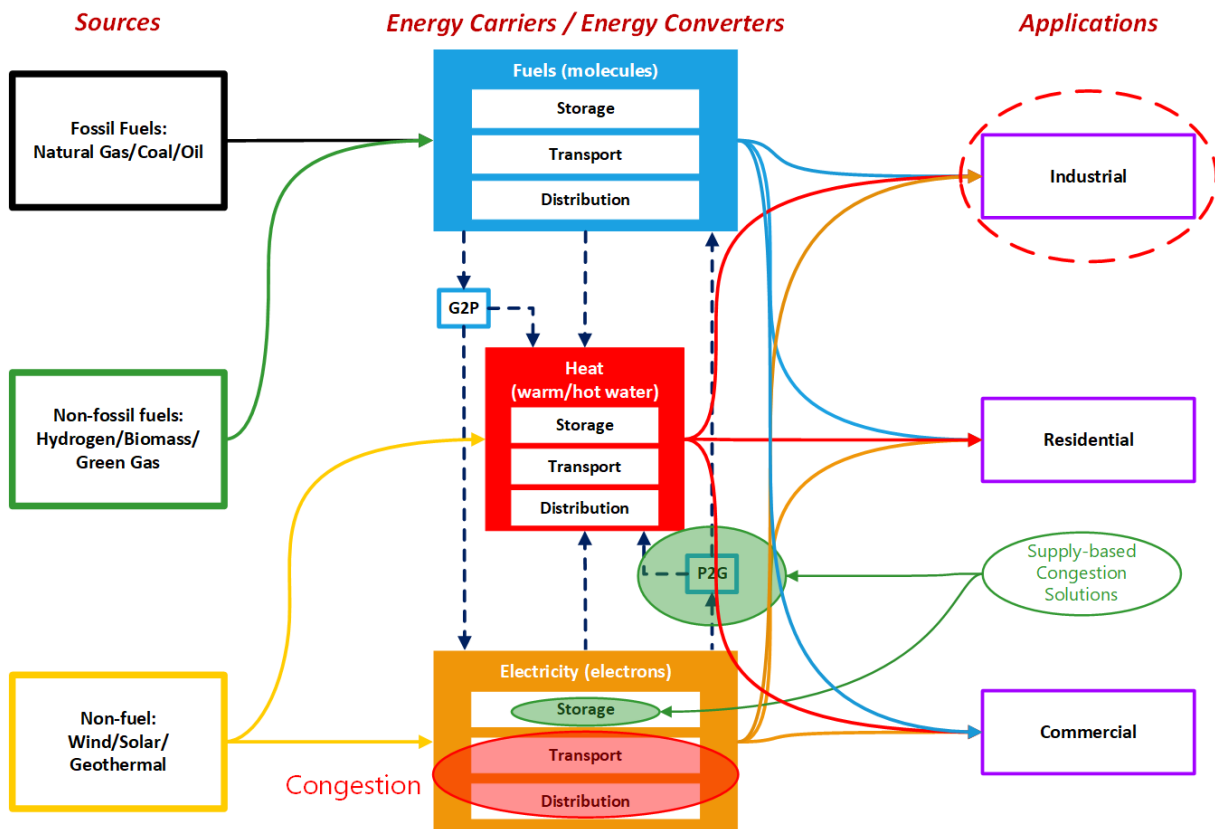 Sources
Energy Carriers / Energy Converters
Applications
Fossil Fuels:
Natural Gas/Coal/Oil
Non-fossil fuels:
Hydrogen/Biomass/
Green Gas
Non-fuel:
Wind/Solar/
Geothermal
Fuels (molecules)
Storage
Transport
Distribution
G2P
Heat
(warm/hot water)
Storage
Transport
Distribution
P2G
Electricity (electrons)
Storage
Transport
Distribution
Congestion
Industrial
Residential
Supply-based
Congestion
Solutions
Commercial